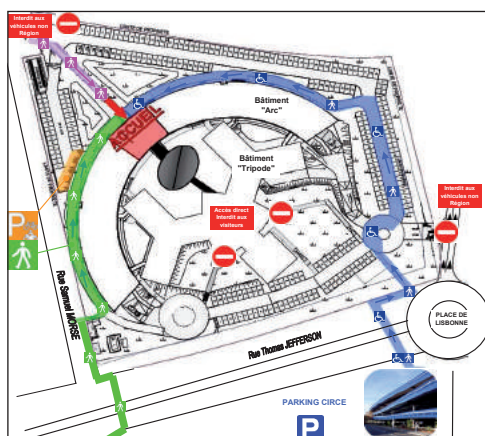 Interdit aux
véhicules non
Région
ACCUEIL
Bâtiment
"Arc"
Bâtiment
"Tripode"
Accès direct
Interdit aux
visiteurs
Interdit aux
véhicules non
Région
P
Rue Samuel MORSE
Rue Thomas JEFFERSON
PLACE DE
LISBONNE
PARKING CIRCE
P